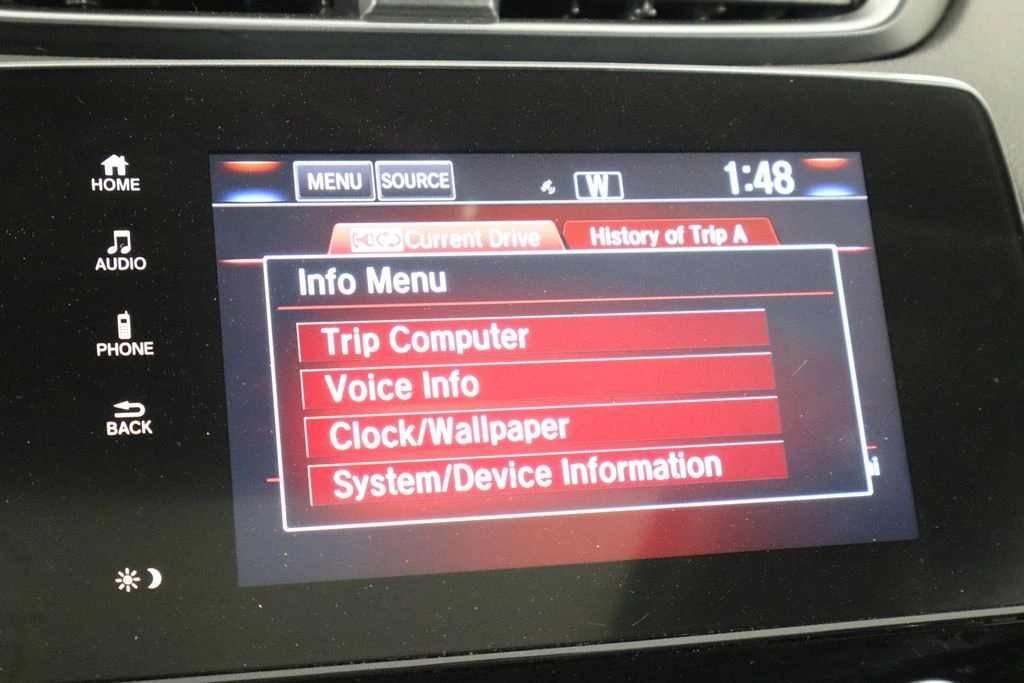 HOME
AUDIO
PHONE
BACK
MENU SOURCE W 1:48
Current Drive History of Trip A
Info Menu
Trip Computer
Voice Info
Clock/Wallpaper
System/Device Information